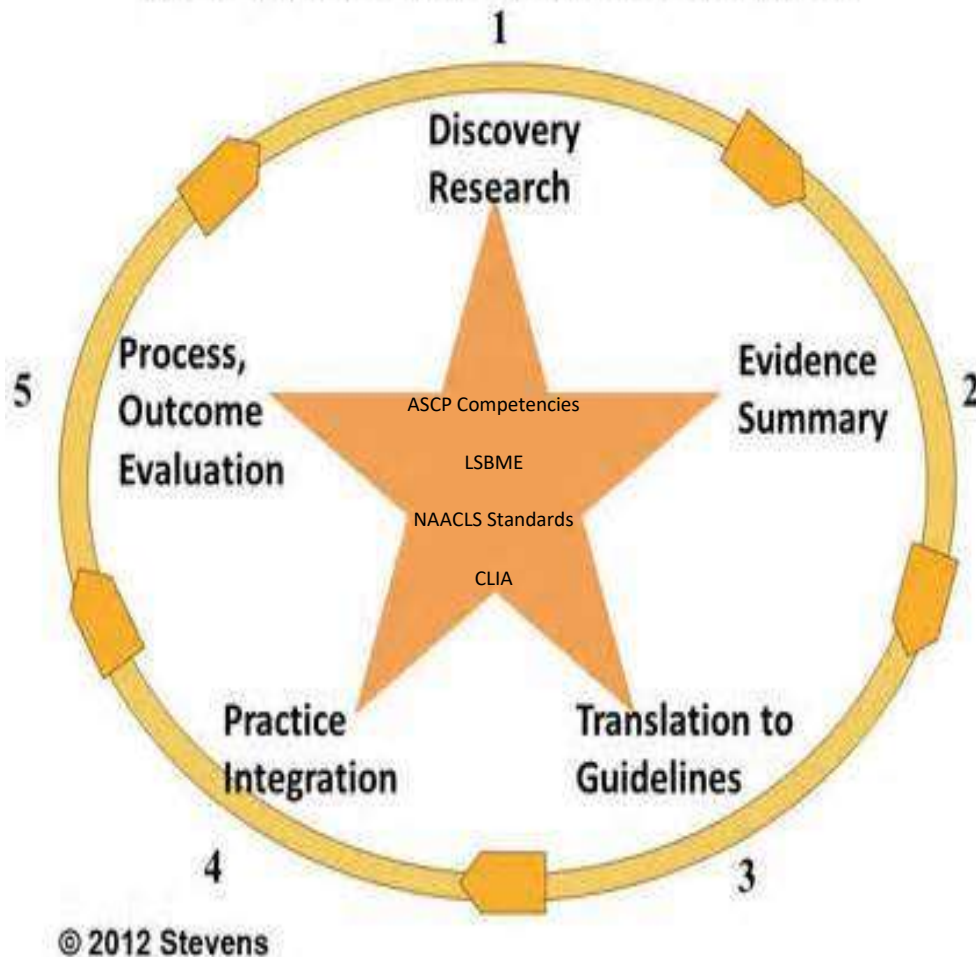 1
Discovery
Research
Process,
Outcome
Evaluation
5
Evidence
Summary
2
ASCP Competencies
LSBME
NAACLS Standards
CLIA
Practice
Integration
Translation to
Guidelines
4
3
© 2012 Stevens